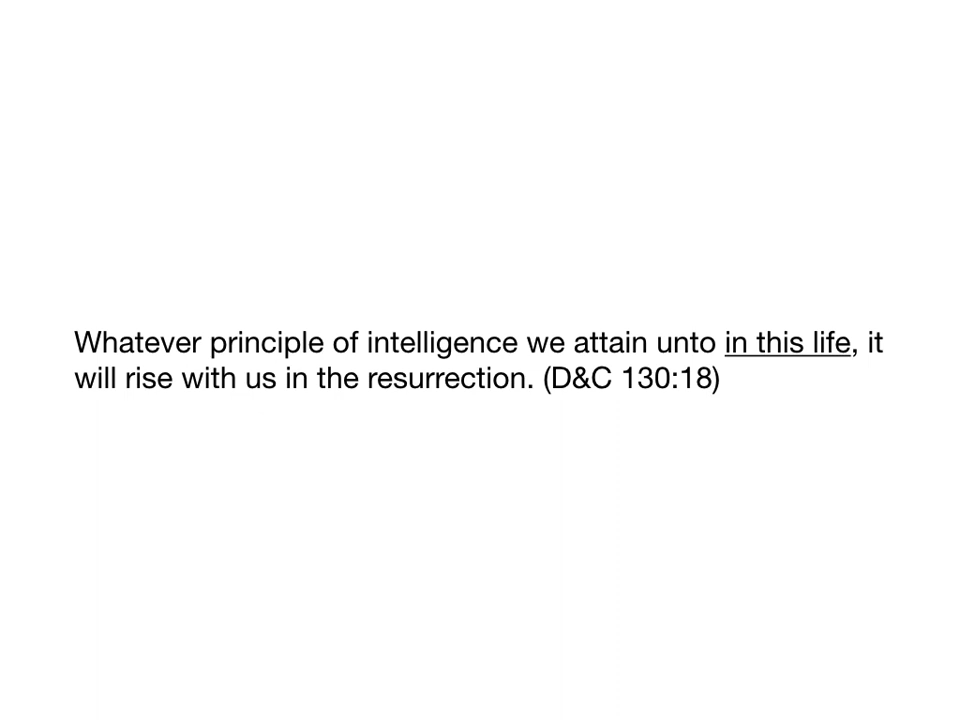 Whatever principle of intelligence we attain unto in this life, it
will rise with us in the resurrection. (D&C 130:18)